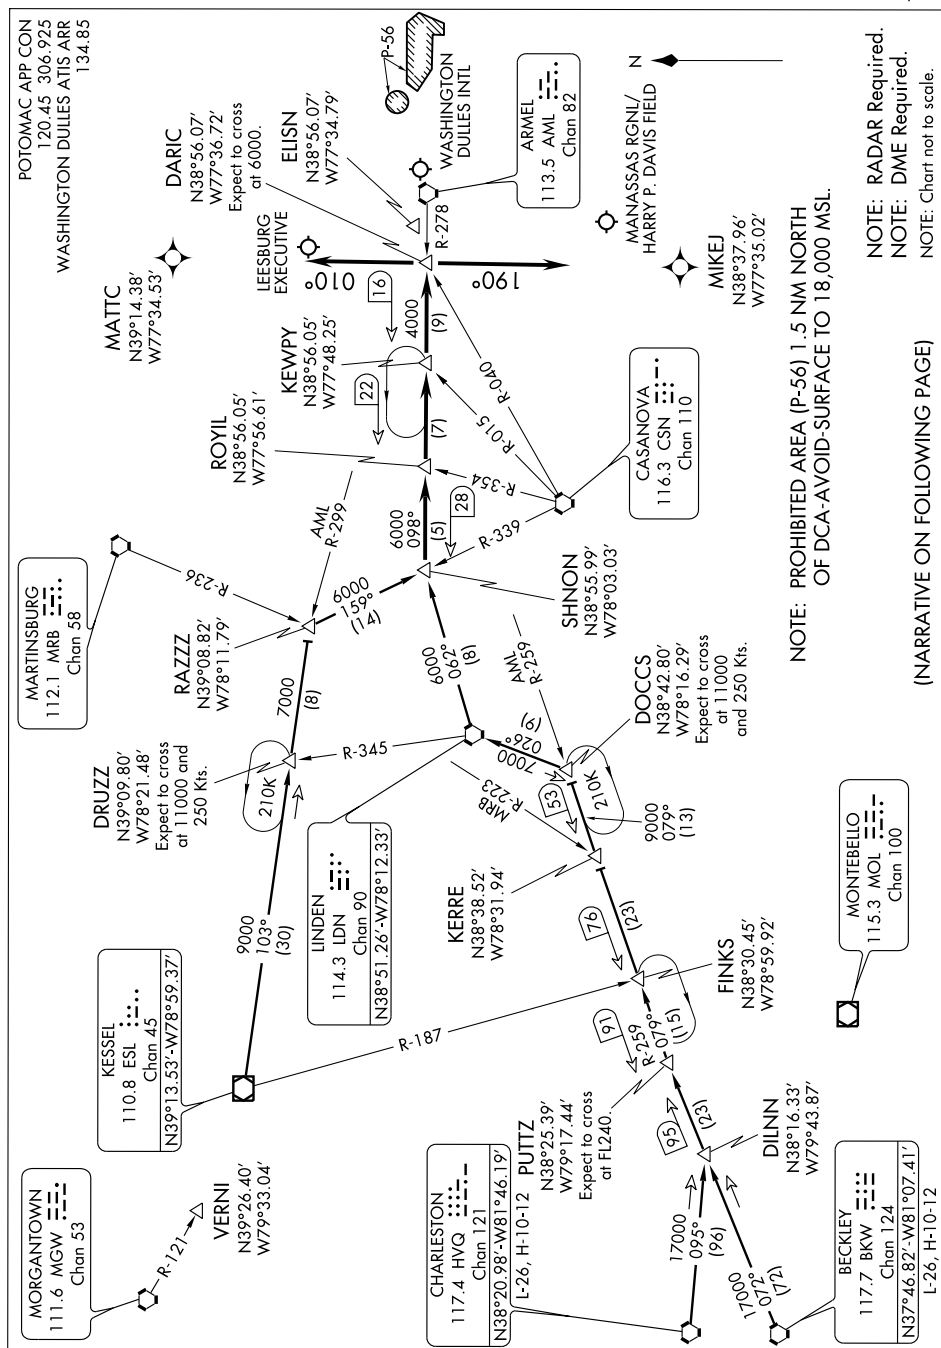 POTOMAC APP CON
120.45 306.925
WASHINGTON DULLES ATIS ARR
134.85
MORGANTOWN
111.6 MGW
Chan 53
R-121
VERNI
N39°26.40'
W79°33.04'
KESSEL
110.8 ESL
Chan 45
N39°13.53'-W78°59.37'
R-187
9000
103°
(30)
DRUZZ
N39°09.80'
W78°21.48'
Expect to cross
at 11000 and
250 Kts.
210K
7000
(8)
MARTINSBURG
112.1 MRB
Chan 58
R-236
RAZZZ
N39°08.82'
W78°11.79'
AML
R-299
6000
159°
(14)
ROYIL
N38°56.05'
W77°56.61'
KEWPY
N38°56.05'
W77°48.25'
MATTC
N39°14.38'
W77°34.53'
DARIC
N38°56.07'
W77°36.72'
Expect to cross
at 6000.
ELISN
N38°56.07'
W77°34.79'
P-56
LEESBURG
EXECUTIVE
010°
190°
WASHINGTON
DULLES INTL
R-278
ARMEL
113.5 AML
Chan 82
16
22
28
4000
(9)
(7)
6000
098°
(5)
R-040
R-015
R-354
R-339
CASANOVA
116.3 CSN
Chan 110
SHNON
N38°55.99'
W78°03.03'
6000
062°
(8)
LINDEN
114.3 LDN
Chan 90
N38°51.26'-W78°12.33'
R-345
AML
R-259
MRB
R-223
7000
026°
(9)
DOCCS
N38°42.80'
W78°16.29'
Expect to cross
at 11000
and 250 Kts.
53
210K
9000
079°
(13)
KERRE
N38°38.52'
W78°31.94'
76
(23)
FINKS
N38°30.45'
W78°59.92'
91
R-259
079°
(15)
PUTTZ
N38°25.39'
W79°17.44'
Expect to cross
at FL240.
95
(23)
DILNN
N38°16.33'
W79°43.87'
CHARLESTON
117.4 HVQ
Chan 121
N38°20.98'-W81°46.19'
L-26, H-10-12
17000
095°
(96)
17000
072°
(72)
BECKLEY
117.7 BKW
Chan 124
N37°46.82'-W81°07.41'
L-26, H-10-12
MONTEBELLO
115.3 MOL
Chan 100
MANASSAS RGNL/
HARRY P. DAVIS FIELD
N
MIKEJ
N38°37.96'
W77°35.02'
NOTE: PROHIBITED AREA (P-56) 1.5 NM NORTH
OF DCA-AVOID-SURFACE TO 18,000 MSL.
NOTE: RADAR Required.
NOTE: DME Required.
NOTE: Chart not to scale.
(NARRATIVE ON FOLLOWING PAGE)